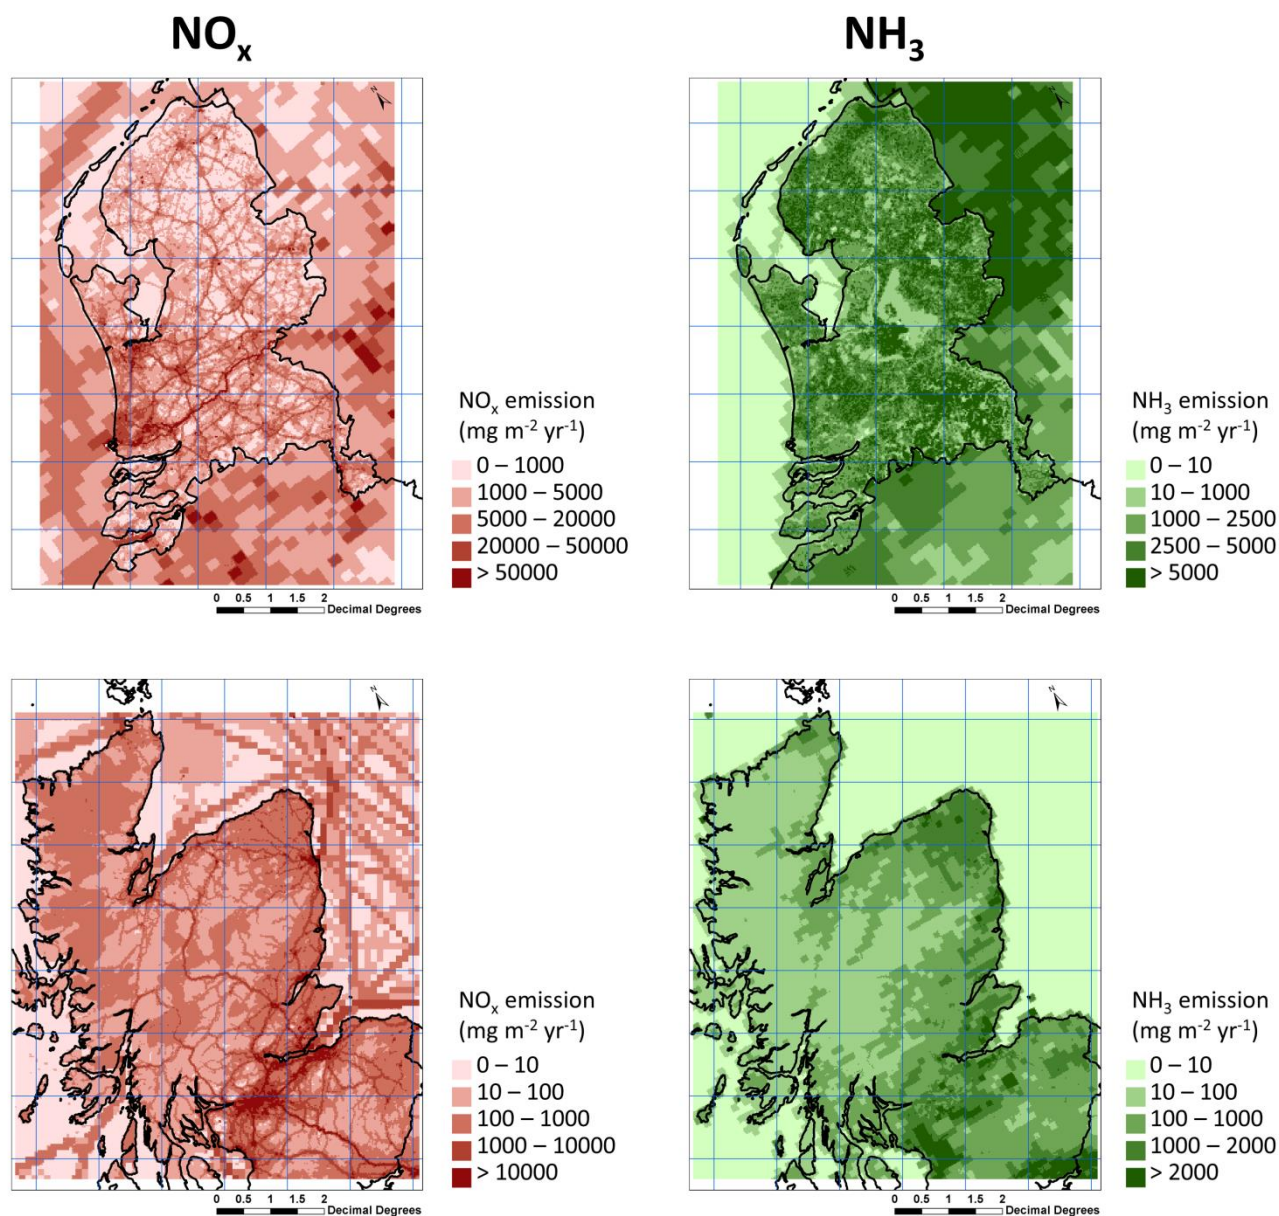 NOx
NH3
N
N
NOx emission
(mg m-2 yr-1)
0 – 1000
1000 – 5000
5000 – 20000
20000 – 50000
> 50000
NH3 emission
(mg m-2 yr-1)
0 – 10
10 – 1000
1000 – 2500
2500 – 5000
> 5000
0 0.5 1 1.5 2
Decimal Degrees
0 0.5 1 1.5 2
Decimal Degrees
N
N
NOx emission
(mg m-2 yr-1)
0 – 10
10 – 100
100 – 1000
1000 – 10000
> 10000
NH3 emission
(mg m-2 yr-1)
0 – 10
10 – 100
100 – 1000
1000 – 2000
> 2000
0 0.5 1 1.5 2
Decimal Degrees
0 0.5 1 1.5 2
Decimal Degrees